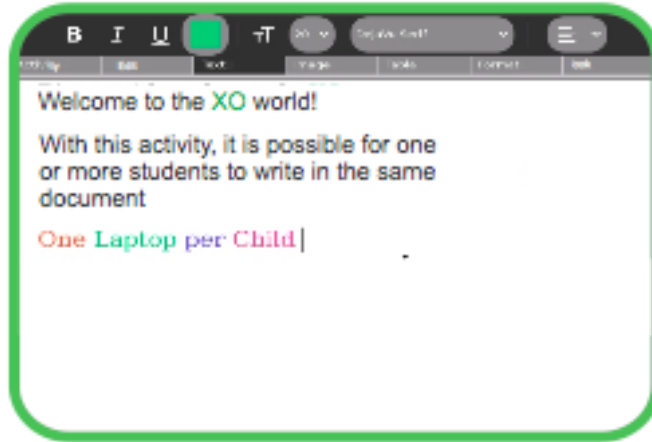 B I U
Text
Welcome to the XO world!
With this activity, it is possible for one
or more students to write in the same
document
One Laptop per Child